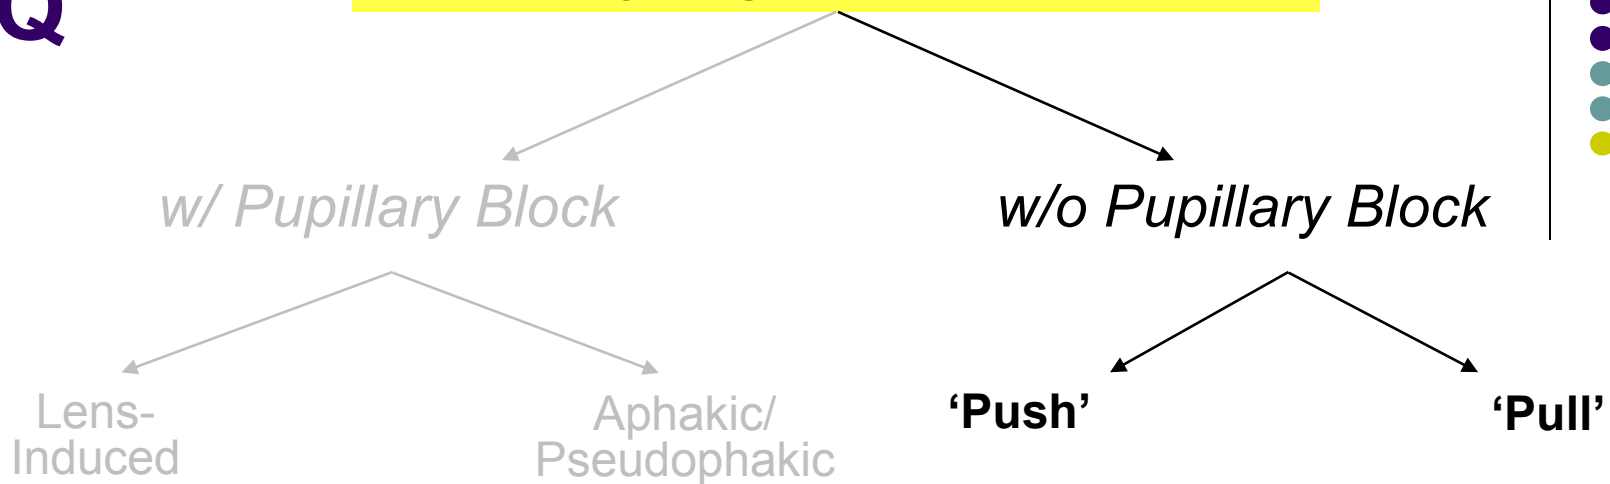 Q
w/ Pupillary Block
w/o Pupillary Block
Lens-
Induced
Aphakic/
Pseudophakic
‘Push’
‘Pull’